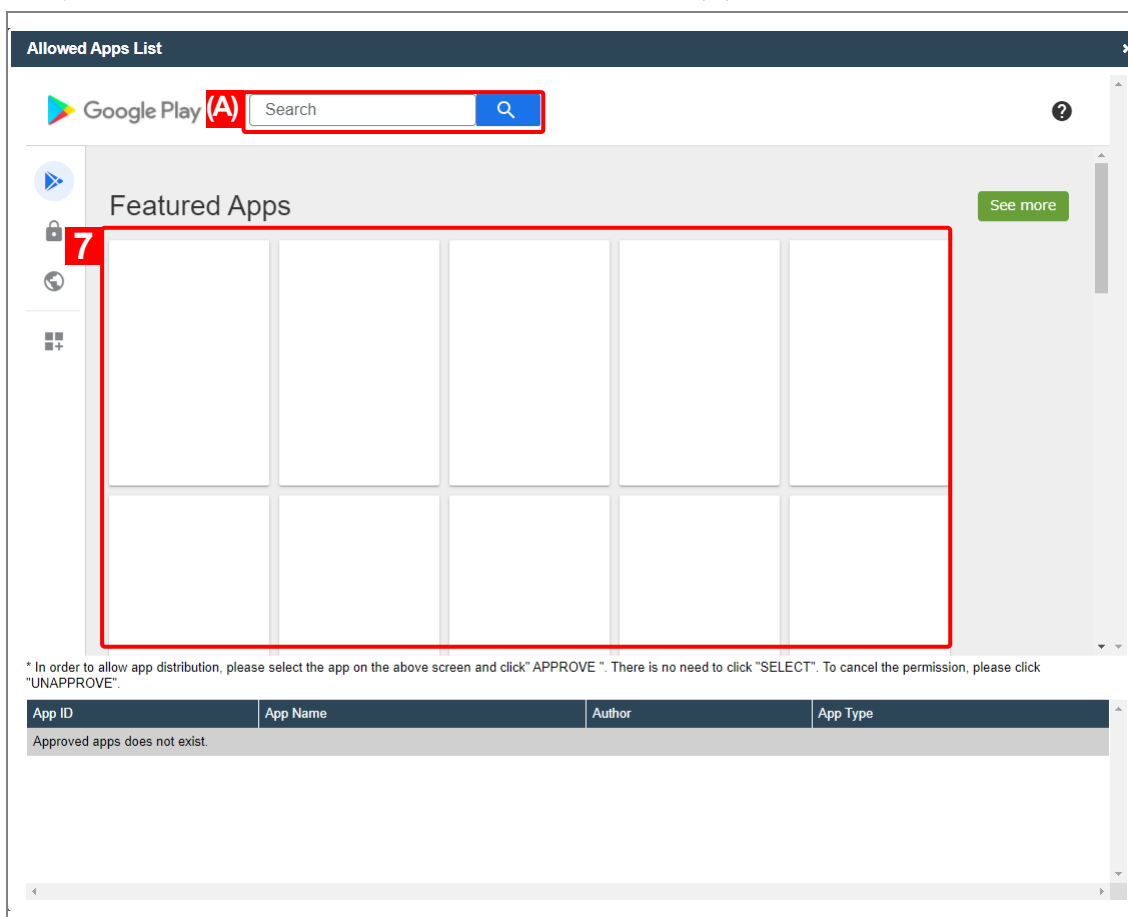 Allowed Apps List
Google Play (A) Search
Featured Apps See more
7
* In order to allow app distribution, please select the app on the above screen and click" APPROVE ". There is no need to click "SELECT". To cancel the permission, please click
"UNAPPROVE".
App ID App Name Author App Type
Approved apps does not exist.